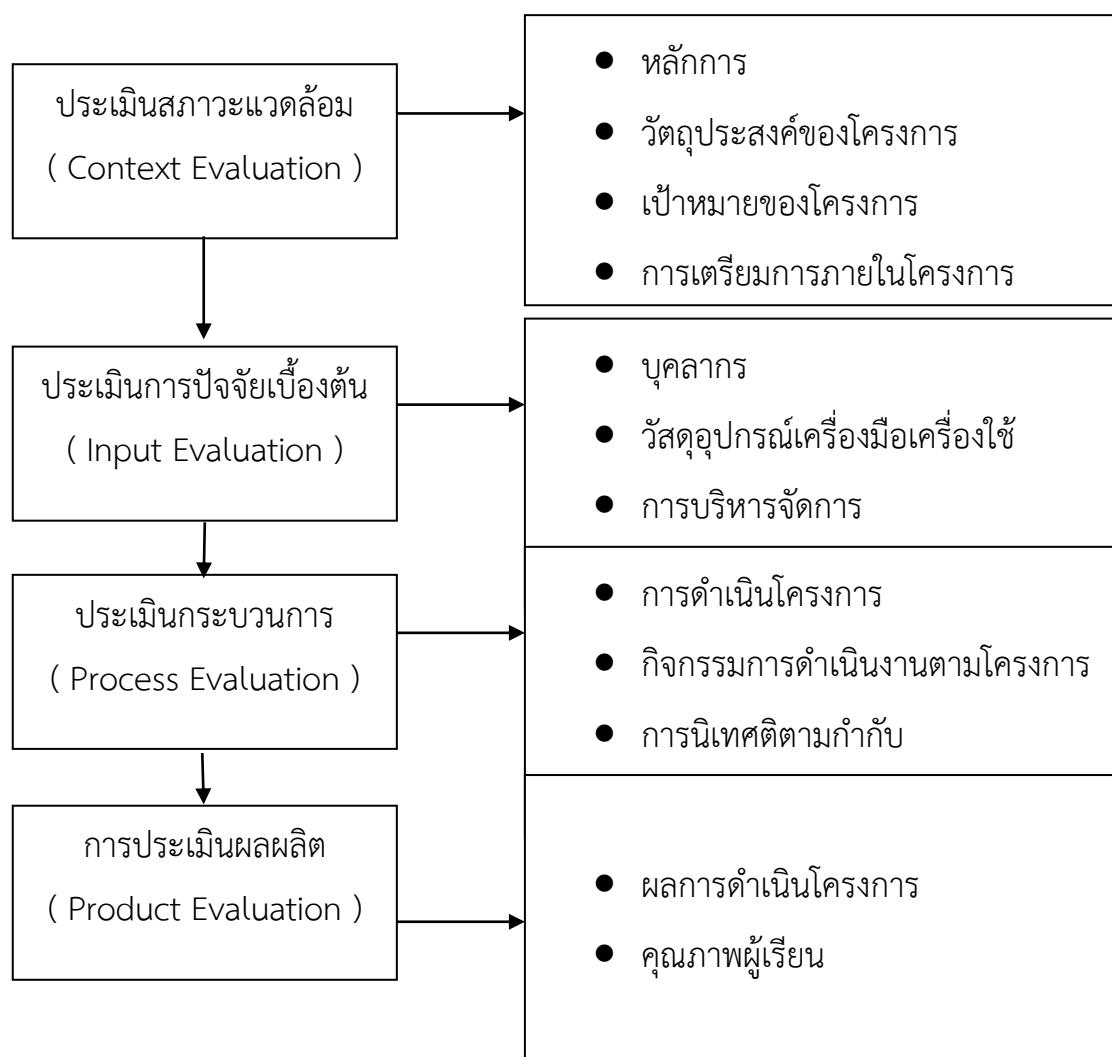 ประเมินสภาวะแวดล้อม
( Context Evaluation )
● หลักการ
● วัตถุประสงค์ของโครงการ
● เป้าหมายของโครงการ
● การเตรียมการภายในโครงการ
ประเมินการปัจจัยเบื้องต้น
( Input Evaluation )
● บุคลากร
● วัสดุอุปกรณ์เครื่องมือเครื่องใช้
● การบริหารจัดการ
ประเมินกระบวนการ
( Process Evaluation )
● การดำเนินโครงการ
● กิจกรรมการดำเนินงานตามโครงการ
● การนิเทศติตามกำกับ
การประเมินผลผลิต
( Product Evaluation )
● ผลการดำเนินโครงการ
● คุณภาพผู้เรียน